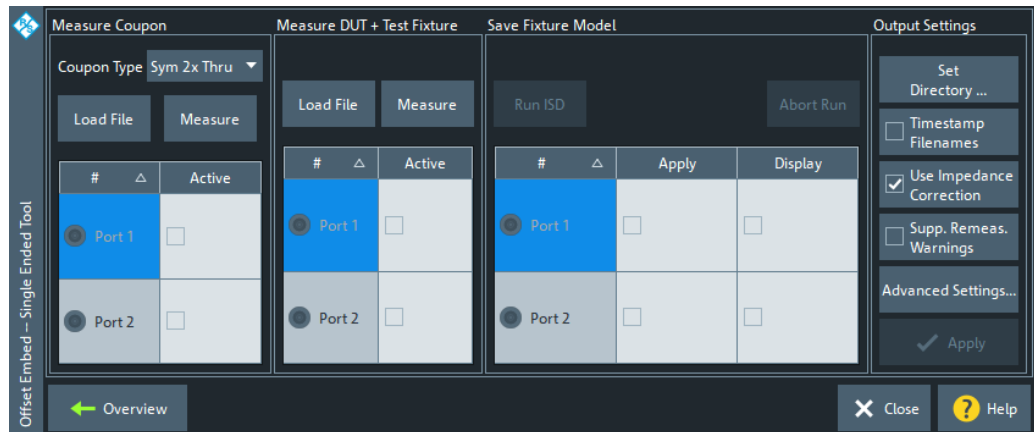 Offset Embed -- Single Ended Tool
Measure Coupon
Coupon Type Sym 2x Thru
Load File Measure
# Active
Port 1
Port 2
Measure DUT + Test Fixture
Load File Measure
# Active
Port 1
Port 2
Save Fixture Model
Run ISD Abort Run
# Apply Display
Port 1
Port 2
Output Settings
Set
Directory ...
Timestamp
Filenames
Use Impedance
Correction
Supp. Remeas.
Warnings
Advanced Settings...
Apply
Overview
Close
? Help